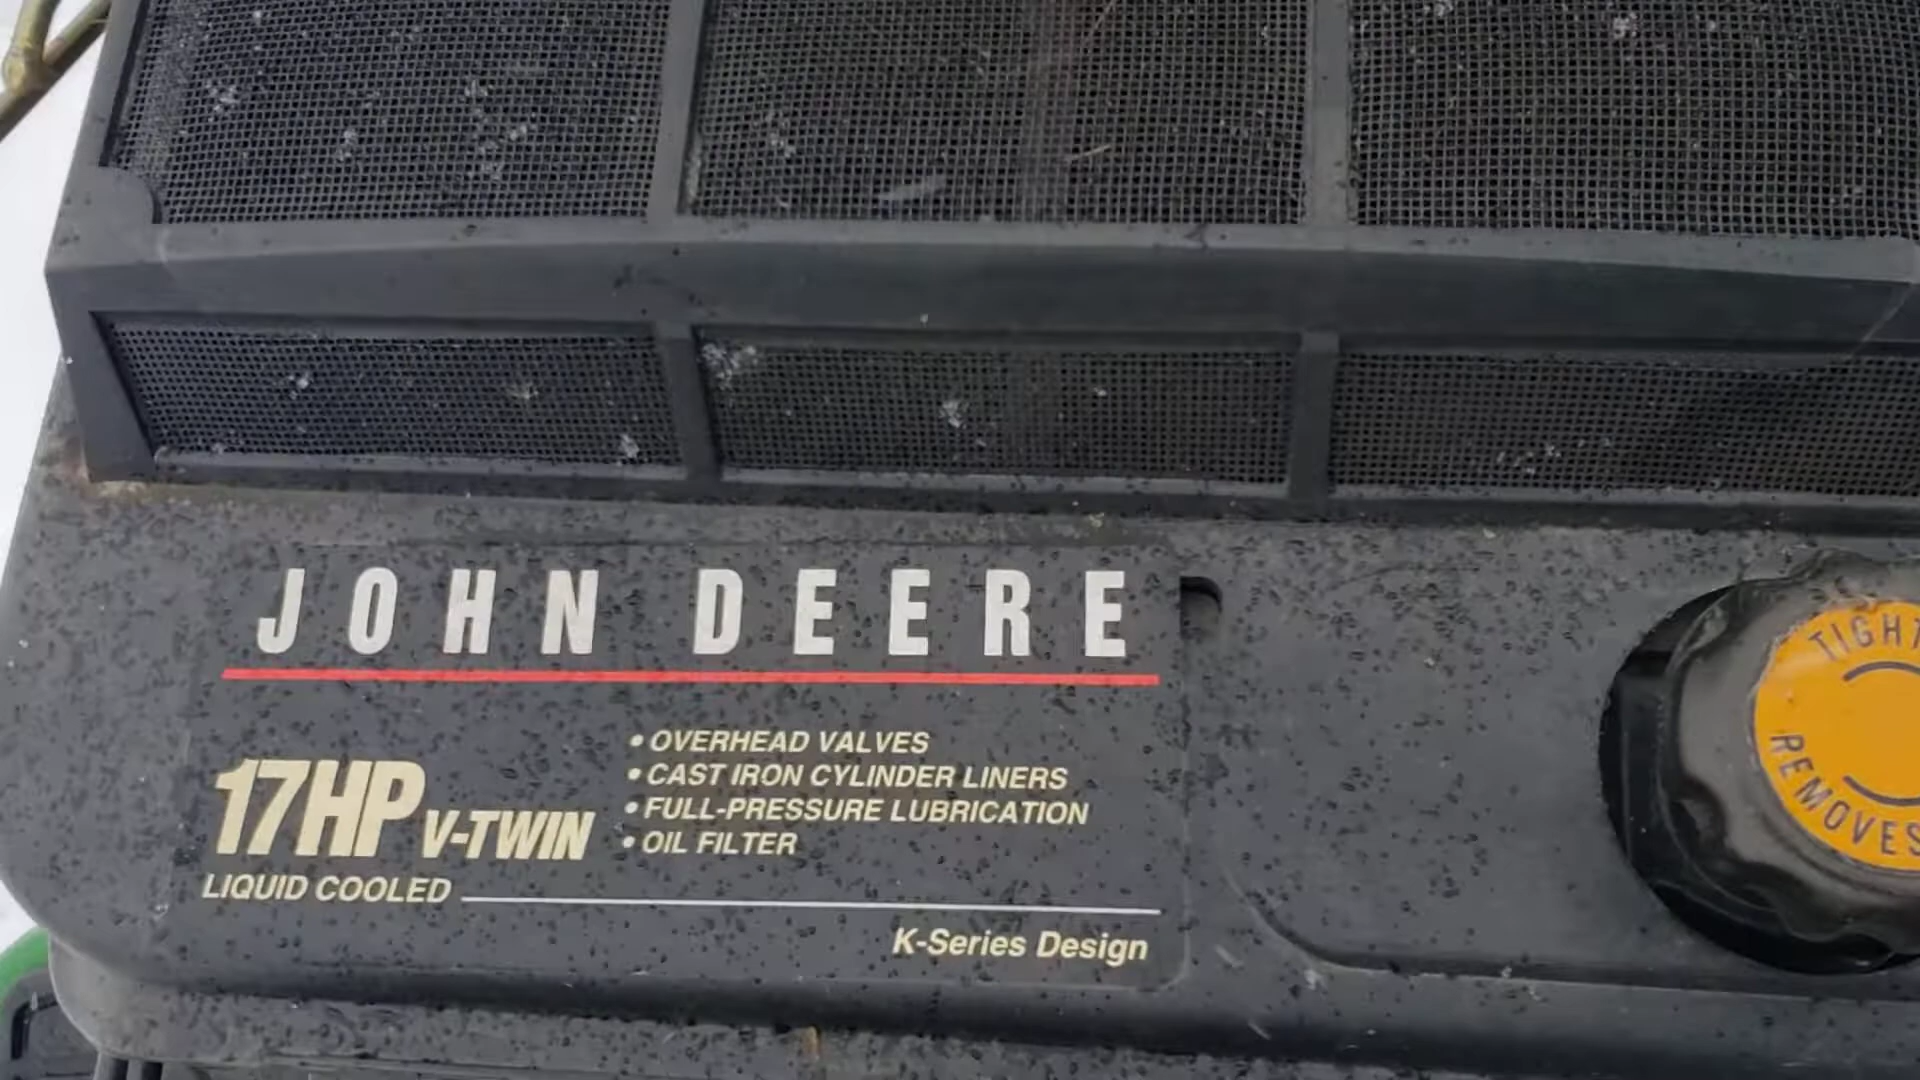 JOHN DEERE
17HP V-TWIN
• OVERHEAD VALVES
• CAST IRON CYLINDER LINERS
• FULL-PRESSURE LUBRICATION
• OIL FILTER
LIQUID COOLED
K-Series Design
REMOVES